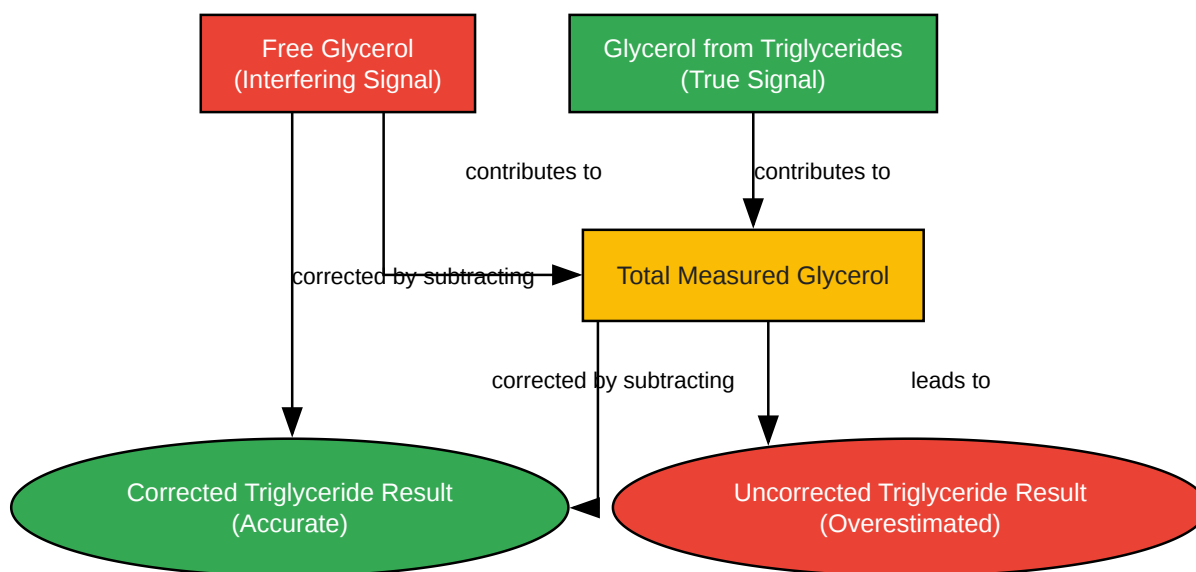 Free Glycerol
(Interfering Signal)
Glycerol from Triglycerides
(True Signal)
contributes to
contributes to
corrected by subtracting
Total Measured Glycerol
corrected by subtracting
leads to
Corrected Triglyceride Result
(Accurate)
Uncorrected Triglyceride Result
(Overestimated)